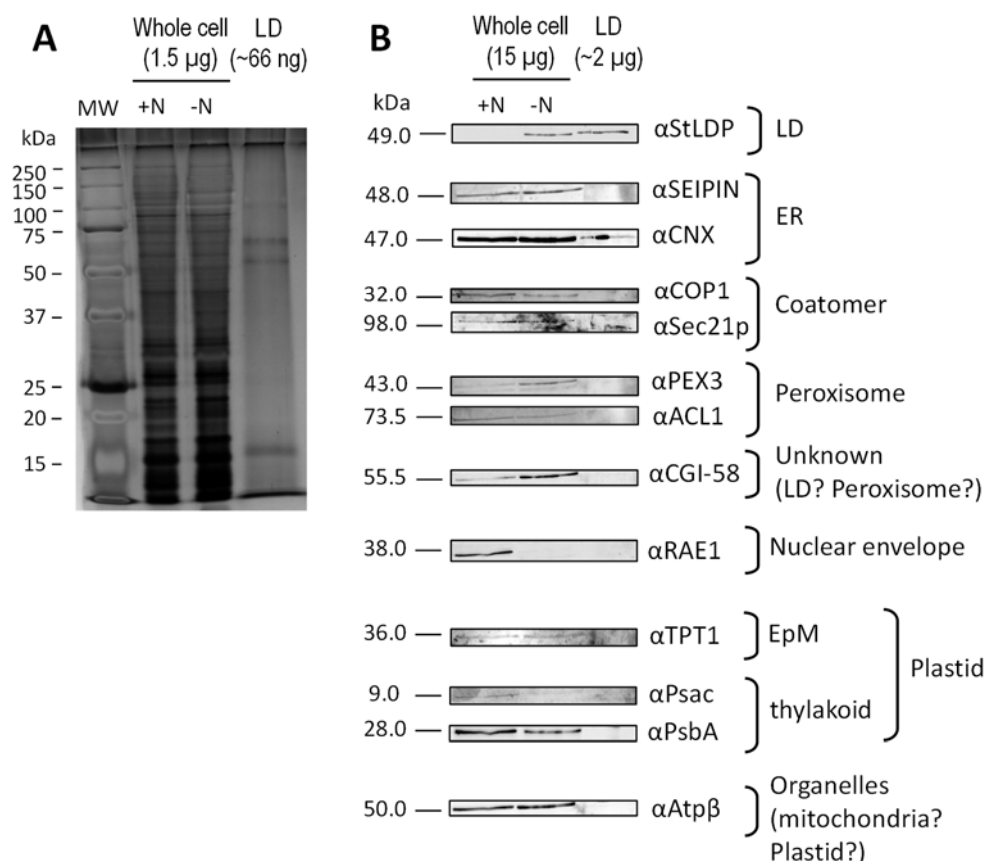 A
Whole cell
(1.5 µg)
LD
(~66 ng)
MW
+N
-N
kDa
250
150
100
75
50
37
25
20
15
B
Whole cell
(15 µg)
LD
(~2 µg)
kDa
+N
-N
49.0
αStLDP
LD
48.0
αSEIPIN
47.0
αCNX
ER
32.0
αCOP1
98.0
αSec21p
Coatomer
43.0
αPEX3
73.5
αACL1
Peroxisome
55.5
αCGI-58
Unknown
(LD? Peroxisome?)
38.0
αRAE1
Nuclear envelope
36.0
αTPT1
EpM
9.0
αPsac
28.0
αPsbA
thylakoid
Plastid
50.0
αAtpβ
Organelles
(mitochondria?
Plastid?)